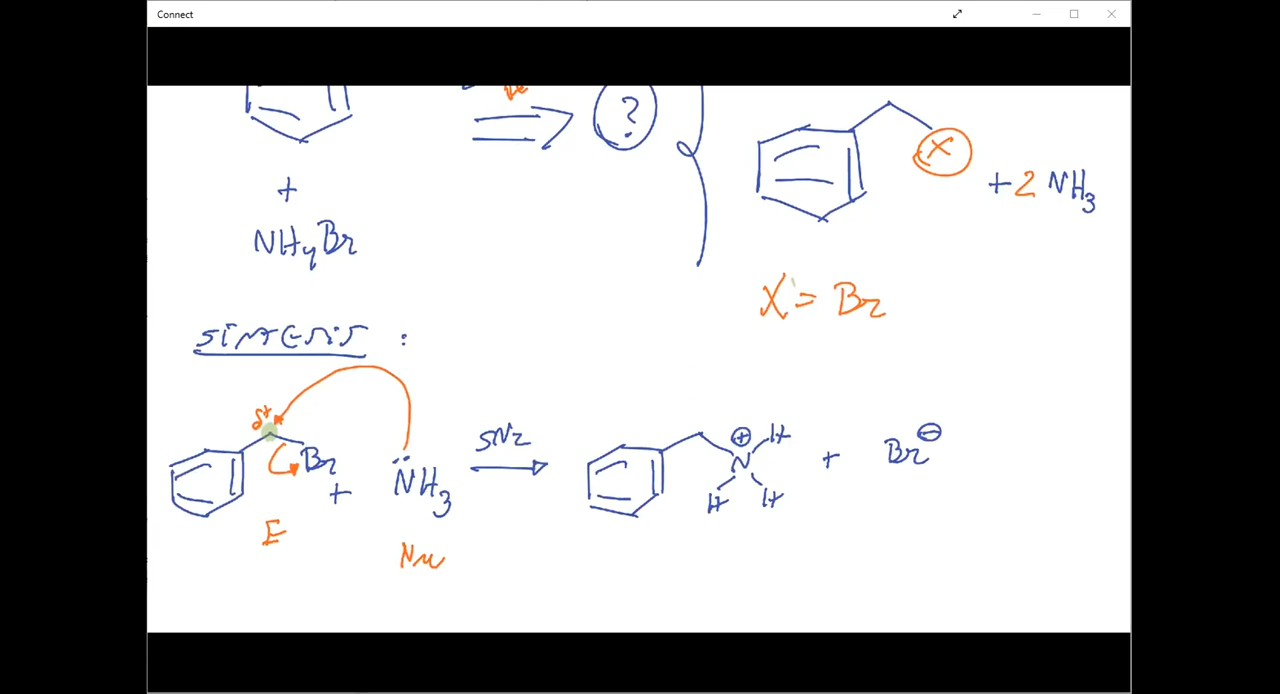 Connect
?
X
+
+ 2 NH3
NH4Br
X = Br
SINTESIS :
δ+
Br + NH3
SN2
⊕
N H
H H
+ Br⊖
E
Nu